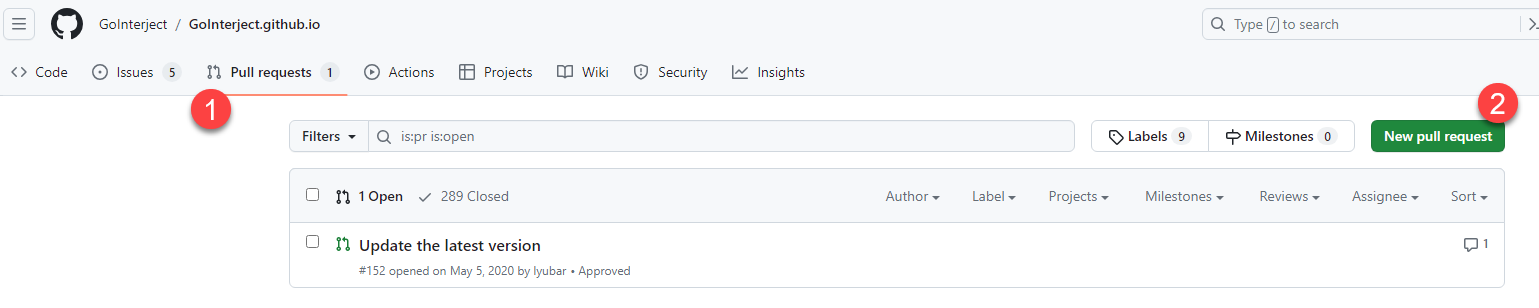 GoInterject / GoInterject.github.io
Type / to search
Code Issues 5 Pull requests 1 Actions Projects Wiki Security Insights
1
2
Filters is:pr is:open Labels 9 Milestones 0 New pull request
1 Open 289 Closed Author Label Projects Milestones Reviews Assignee Sort
Update the latest version 1
#152 opened on May 5, 2020 by lyubar • Approved